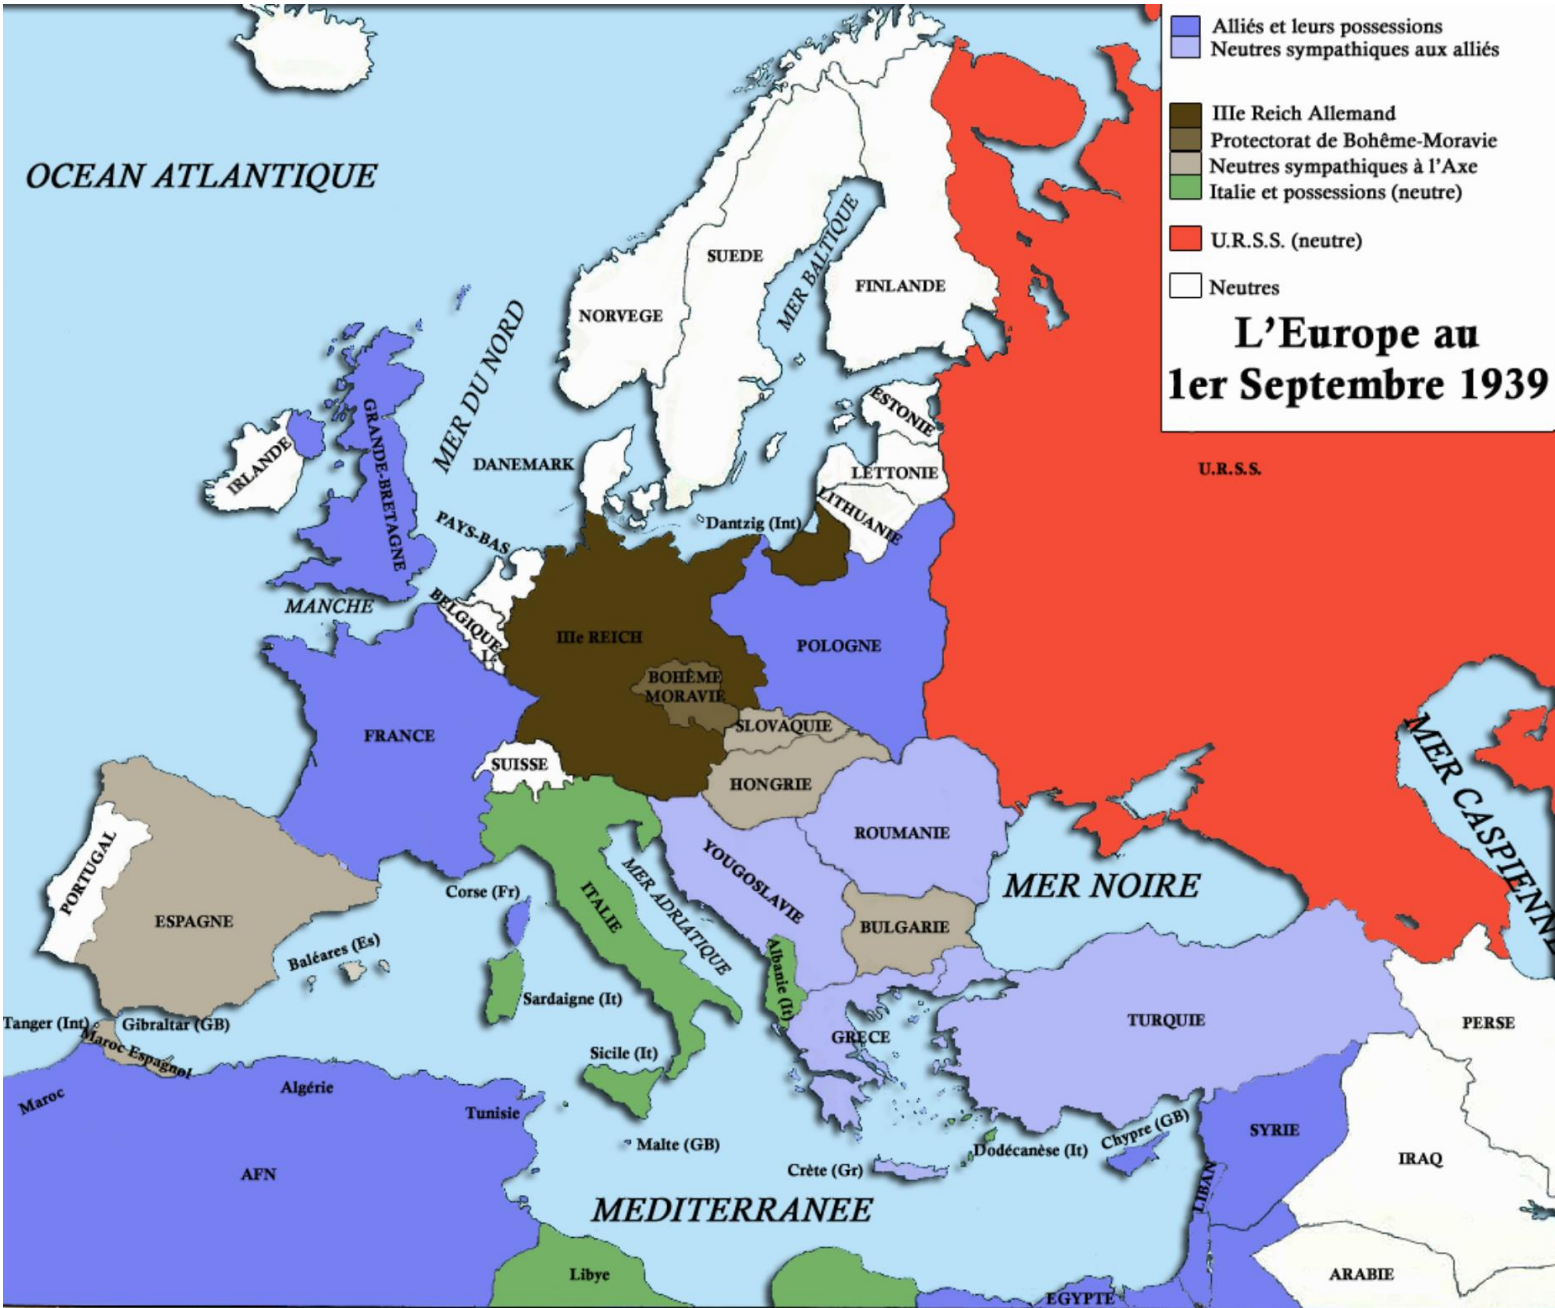 Alliés et leurs possessions
Neutres sympathiques aux alliés
IIIe Reich Allemand
Protectorat de Bohême-Moravie
Neutres sympathiques à l'Axe
Italie et possessions (neutre)
U.R.S.S. (neutre)
Neutres
L'Europe au
1er Septembre 1939
OCEAN ATLANTIQUE
SUEDE
MER BALTIQUE
FINLANDE
NORVEGE
MER DU NORD
ESTONIE
GRANDE-BRETAGNE
IRLANDE
DANEMARK
LETTONIE
U.R.S.S.
LITHUANIE
PAYS-BAS
Dantzig (Int)
MANCHE
BELGIQUE
L
IIIe REICH
POLOGNE
BOHÊME
MORAVIE
SLOVAQUIE
FRANCE
SUISSE
HONGRIE
MER CASPIENNE
ROUMANIE
YOUGOSLAVIE
PORTUGAL
MER NOIRE
Corse (Fr)
ITALIE
MER ADRIATIQUE
ESPAGNE
BULGARIE
Baléares (Es)
Albanie (It)
Sardaigne (It)
Tanger (Int)
Gibraltar (GB)
TURQUIE
PERSE
Maroc Espagnol
GRECE
Sicile (It)
Maroc
Algérie
Tunisie
Malte (GB)
Dodécanèse (It)
Chypre (GB)
SYRIE
IRAQ
AFN
Crète (Gr)
LIBAN
MEDITERRANEE
Libye
ARABIE
EGYPTE